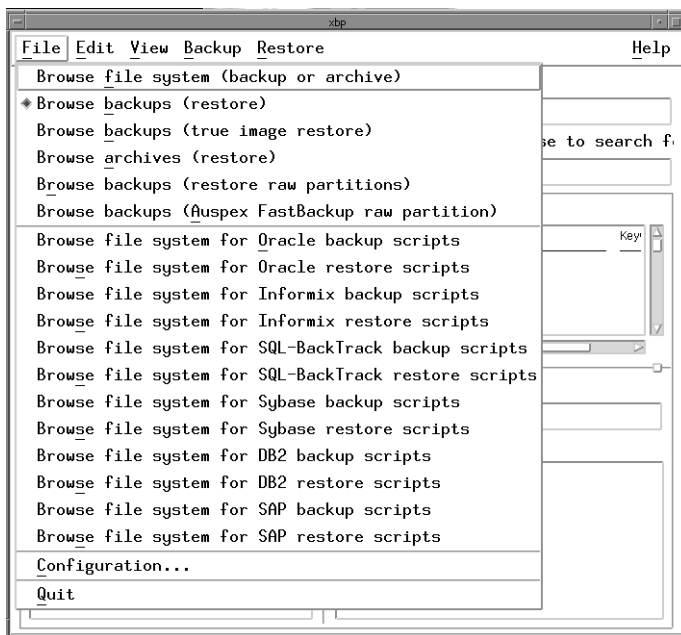 xbp
File Edit View Backup Restore Help
Browse file system (backup or archive)
Browse backups (restore)
Browse backups (true image restore)
se to search f
Browse archives (restore)
Browse backups (restore raw partitions)
Browse backups (Auspex FastBackup raw partition)
Key
Browse file system for Oracle backup scripts
Browse file system for Oracle restore scripts
Browse file system for Informix backup scripts
Browse file system for Informix restore scripts
Browse file system for SQL-BackTrack backup scripts
Browse file system for SQL-BackTrack restore scripts
Browse file system for Sybase backup scripts
Browse file system for Sybase restore scripts
Browse file system for DB2 backup scripts
Browse file system for DB2 restore scripts
Browse file system for SAP backup scripts
Browse file system for SAP restore scripts
Configuration...
Quit